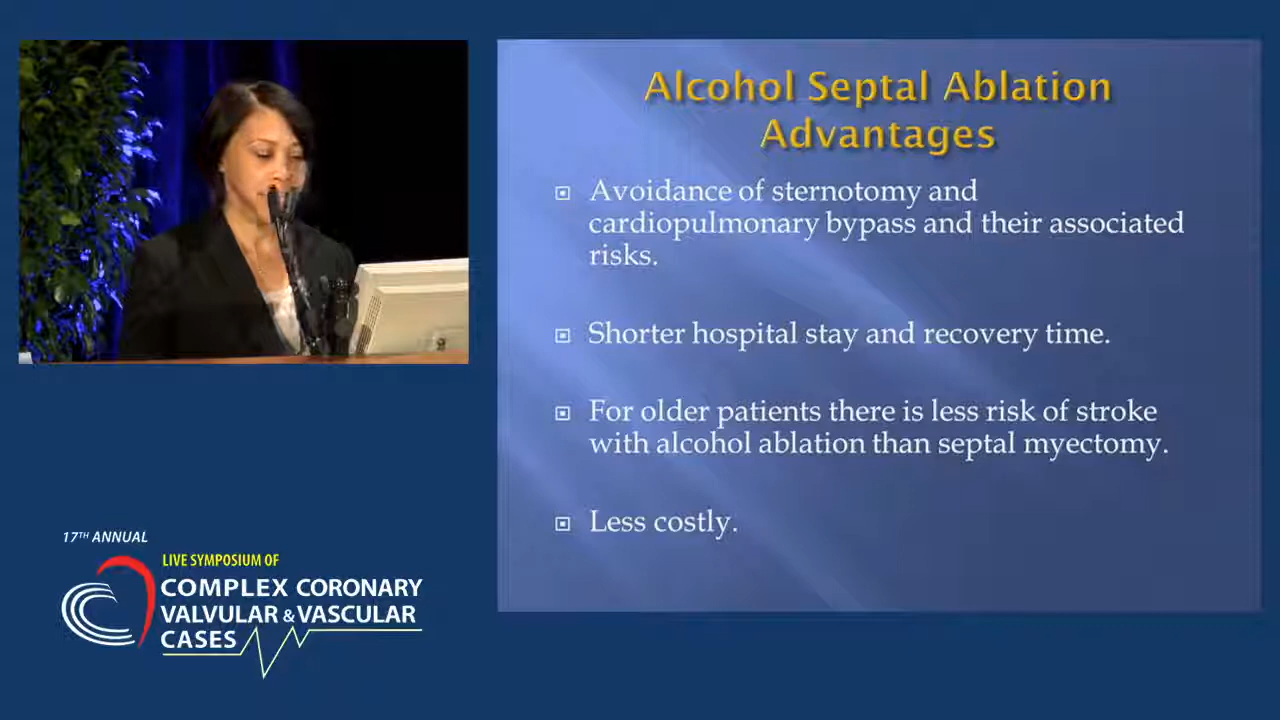 Alcohol Septal Ablation
Advantages
Avoidance of sternotomy and
cardiopulmonary bypass and their associated
risks.
Shorter hospital stay and recovery time.
For older patients there is less risk of stroke
with alcohol ablation than septal myectomy.
Less costly.
17TH ANNUAL
LIVE SYMPOSIUM OF
COMPLEX CORONARY
VALVULAR & VASCULAR
CASES